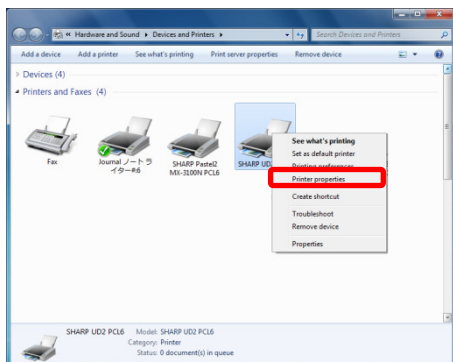 « Hardware and Sound ▸ Devices and Printers ▸
Search Devices and Printers
Add a device Add a printer See what's printing Print server properties Remove device
Devices (4)
Printers and Faxes (4)
Fax
Journal ノート ラ
イター#6
SHARP Pastel2
MX-3100N PCL6
SHARP UD2
See what's printing
Set as default printer
Printing preferences
Printer properties
Create shortcut
Troubleshoot
Remove device
Properties
SHARP UD2 PCL6 Model: SHARP UD2 PCL6
Category: Printer
Status: 0 document(s) in queue